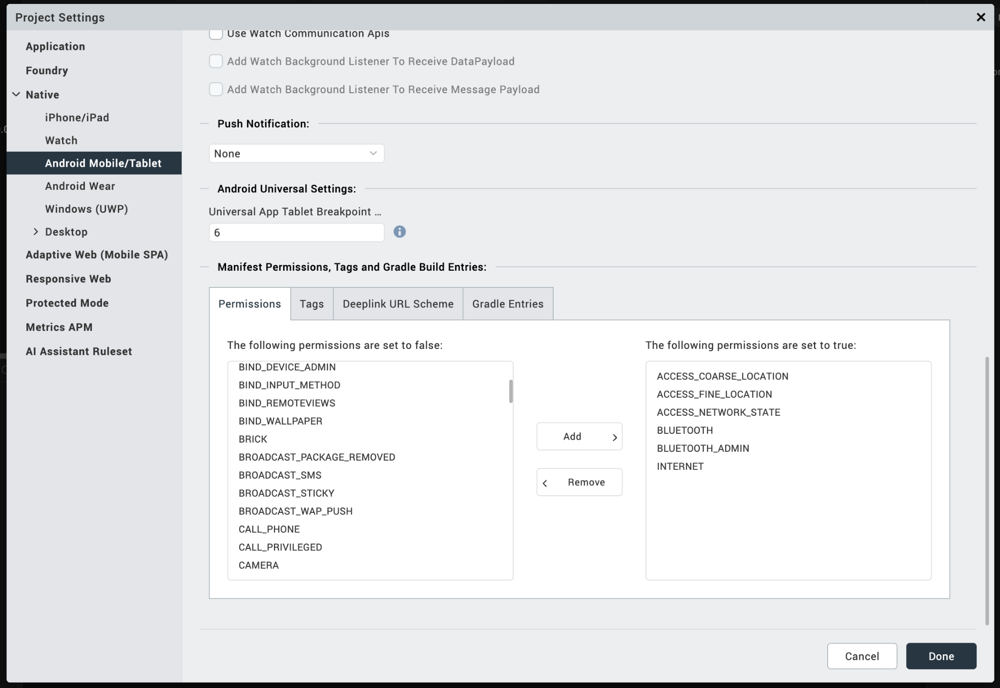 Project Settings
Application
Foundry
Native
iPhone/iPad
Watch
Android Mobile/Tablet
Android Wear
Windows (UWP)
Desktop
Adaptive Web (Mobile SPA)
Responsive Web
Protected Mode
Metrics APM
AI Assistant Ruleset
Use Watch Communication Apis
Add Watch Background Listener To Receive DataPayload
Add Watch Background Listener To Receive Message Payload
Push Notification:
None
Android Universal Settings:
Universal App Tablet Breakpoint ...
6
Manifest Permissions, Tags and Gradle Build Entries:
Permissions
Tags
Deeplink URL Scheme
Gradle Entries
The following permissions are set to false:
BIND_DEVICE_ADMIN
BIND_INPUT_METHOD
BIND_REMOTEVIEWS
BIND_WALLPAPER
BRICK
BROADCAST_PACKAGE_REMOVED
BROADCAST_SMS
BROADCAST_STICKY
BROADCAST_WAP_PUSH
CALL_PHONE
CALL_PRIVILEGED
CAMERA
Add
Remove
The following permissions are set to true:
ACCESS_COARSE_LOCATION
ACCESS_FINE_LOCATION
ACCESS_NETWORK_STATE
BLUETOOTH
BLUETOOTH_ADMIN
INTERNET
Cancel
Done